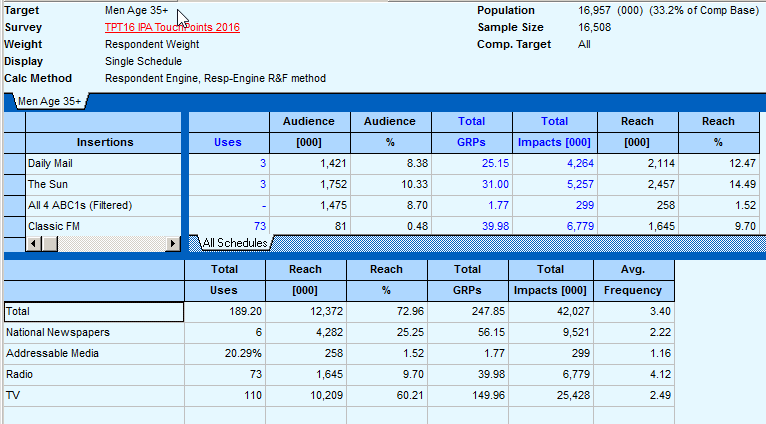 Target Men Age 35+ Population 16,957 (000) (33.2% of Comp Base)
Survey TPT16 IPA TouchPoints 2016 Sample Size 16,508
Weight Respondent Weight Comp. Target All
Display Single Schedule
Calc Method Respondent Engine, Resp-Engine R&F method
Men Age 35+
Audience Audience Total Total Reach Reach
Insertions Uses [000] % GRPs Impacts [000] [000] %
Daily Mail 3 1,421 8.38 25.15 4,264 2,114 12.47
The Sun 3 1,752 10.33 31.00 5,257 2,457 14.49
All 4 ABC1s (Filtered) - 1,475 8.70 1.77 299 258 1.52
Classic FM 73 81 0.48 39.98 6,779 1,645 9.70
All Schedules
Total Reach Reach Total Total Avg.
Uses [000] % GRPs Impacts [000] Frequency
Total 189.20 12,372 72.96 247.85 42,027 3.40
National Newspapers 6 4,282 25.25 56.15 9,521 2.22
Addressable Media 20.29% 258 1.52 1.77 299 1.16
Radio 73 1,645 9.70 39.98 6,779 4.12
TV 110 10,209 60.21 149.96 25,428 2.49